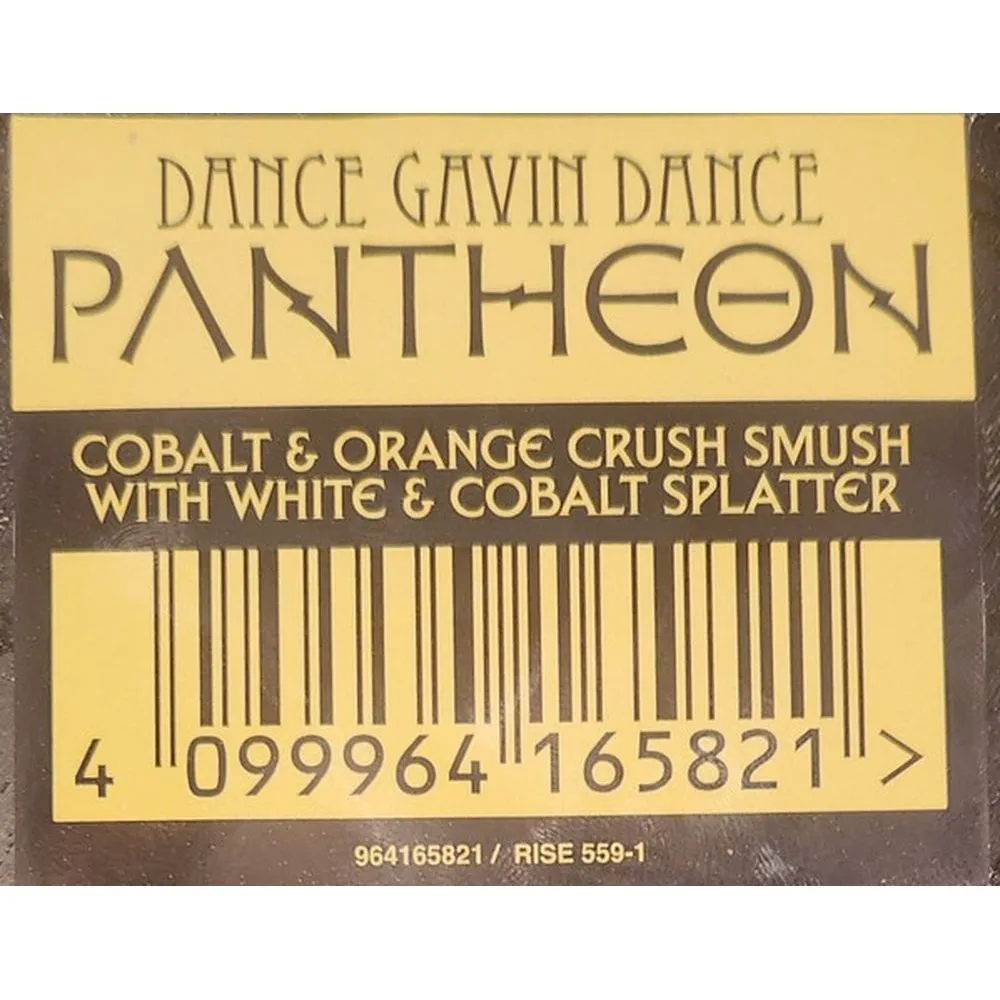 DANCE GAVIN DANCE
PANTHEON
COBALT & ORANGE CRUSH SMUSH
WITH WHITE & COBALT SPLATTER
4 099964 165821 >
964165821 / RISE 559-1